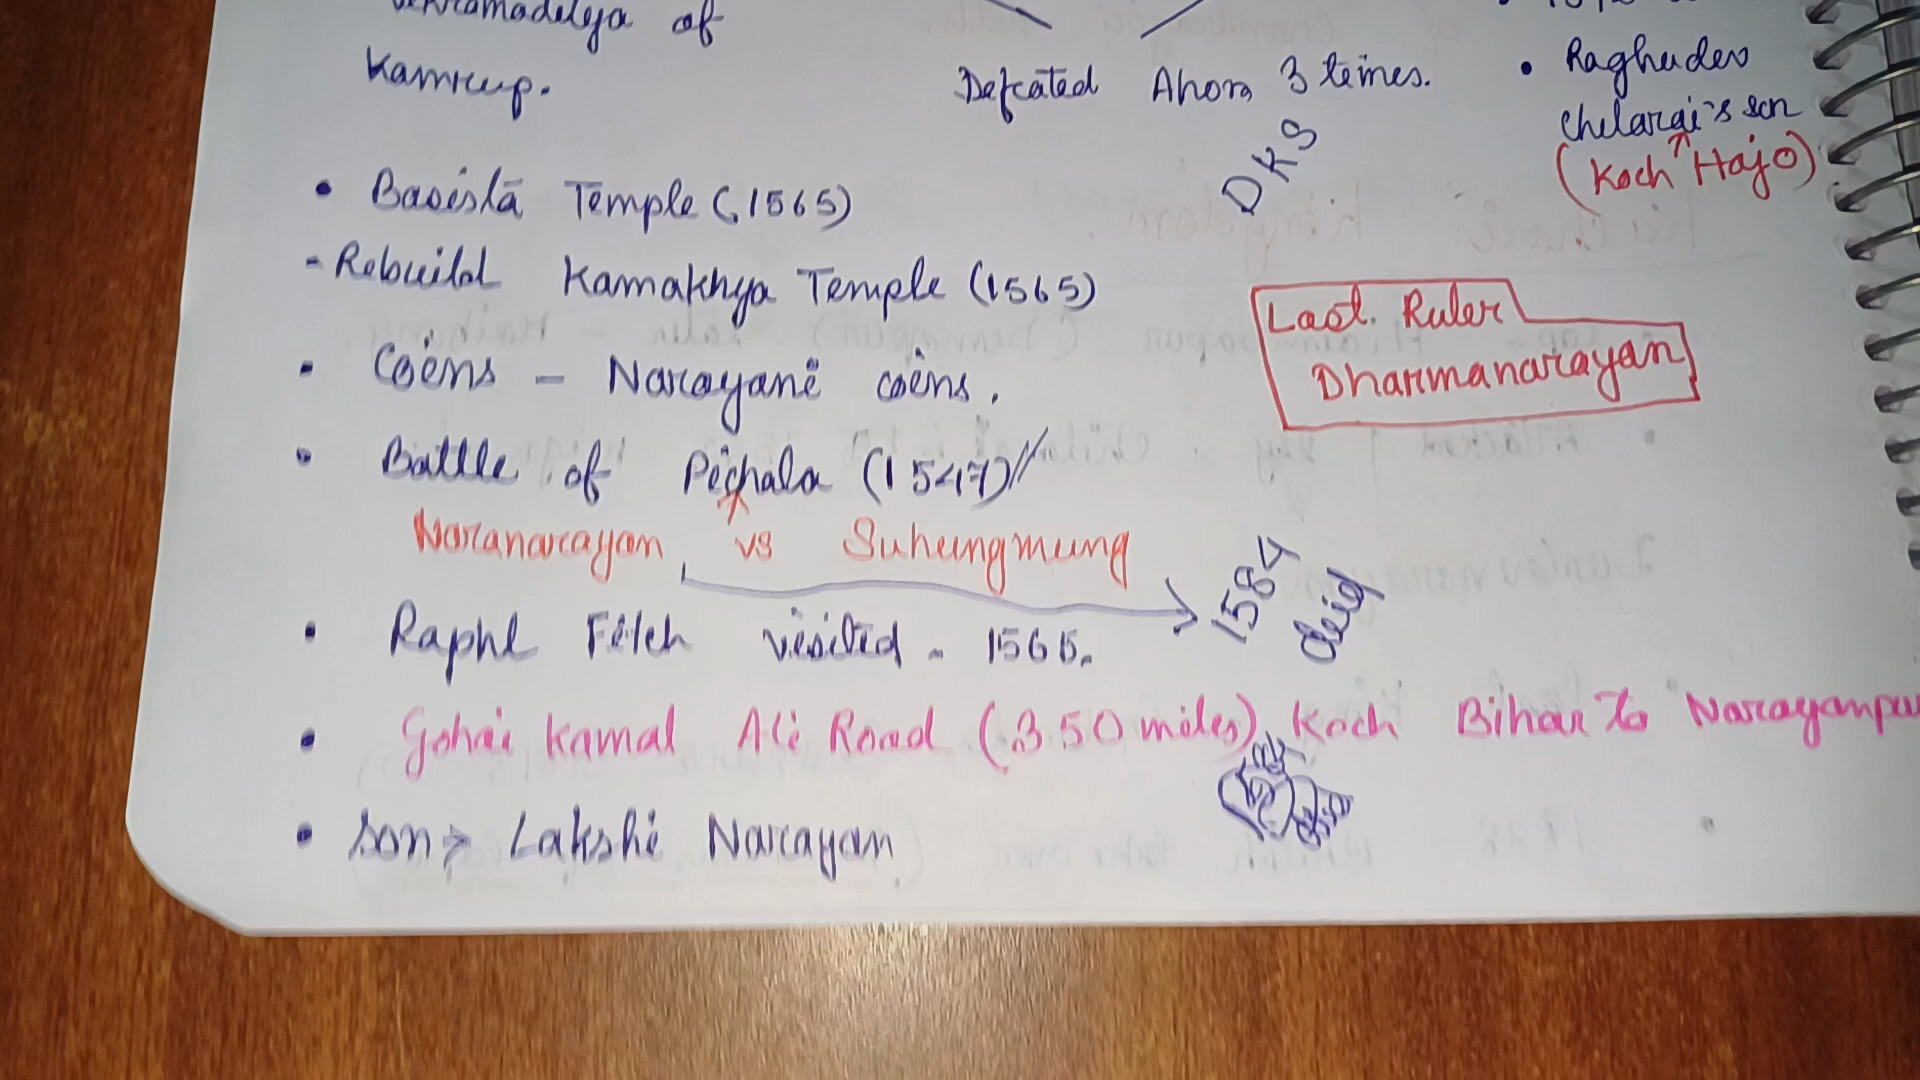 of
Kamrup.
Defeated Ahom 3 times.
• Raghudev
Chilarai's son
(Koch Hajo)
DKS
• Basista Temple (1565)
- Rebuild Kamakhya Temple (1565)
• Coins - Narayani coins.
Last Ruler
Dharmanarayan
• Battle of Pichala (1547)
Naranarayan vs Suhungmung
1584
• Raphl Fitch visited - 1565.
• Gohai Kamal Ali Road (350 miles) Koch Bihar to Narayanpu
• son → Lakshi Narayan